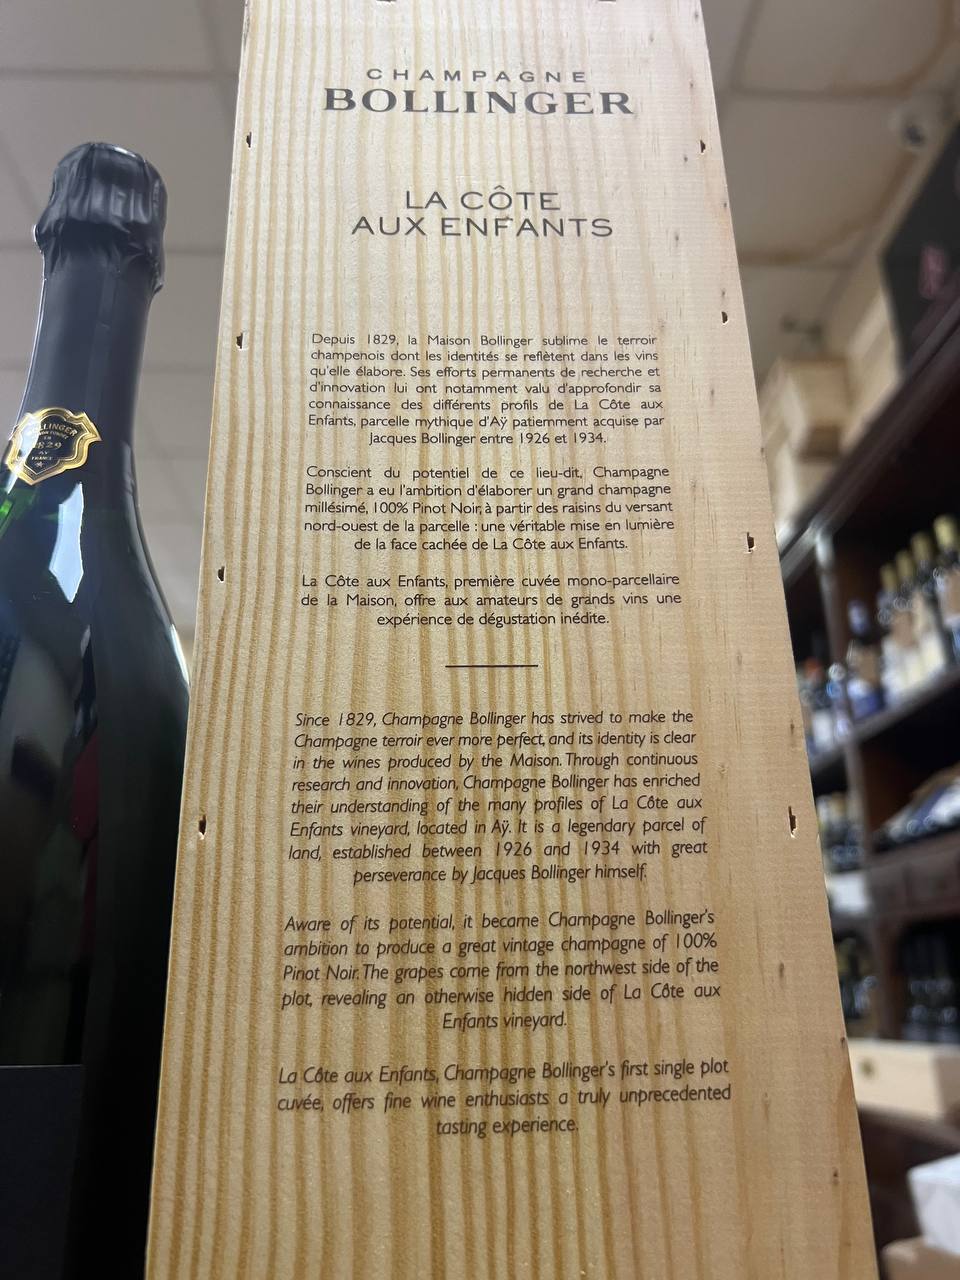 CHAMPAGNE
BOLLINGER
LA CÔTE
AUX ENFANTS
Depuis 1829, la Maison Bollinger sublime le terroir
champenois dont les identités se reflètent dans les vins
qu'elle élabore. Ses efforts permanents de recherche et
d'innovation lui ont notamment valu d'approfondir sa
connaissance des différents profils de La Côte aux
Enfants, parcelle mythique d'Aÿ patiemment acquise par
Jacques Bollinger entre 1926 et 1934.
Conscient du potentiel de ce lieu-dit, Champagne
Bollinger a eu l'ambition d'élaborer un grand champagne
millésimé, 100% Pinot Noir, à partir des raisins du versant
nord-ouest de la parcelle : une véritable mise en lumière
de la face cachée de La Côte aux Enfants.
La Côte aux Enfants, première cuvée mono-parcellaire
de la Maison, offre aux amateurs de grands vins une
expérience de dégustation inédite.
Since 1829, Champagne Bollinger has strived to make the
Champagne terroir ever more perfect, and its identity is clear
in the wines produced by the Maison. Through continuous
research and innovation, Champagne Bollinger has enriched
their understanding of the many profiles of La Côte aux
Enfants vineyard, located in Aÿ. It is a legendary parcel of
land, established between 1926 and 1934 with great
perseverance by Jacques Bollinger himself.
Aware of its potential, it became Champagne Bollinger's
ambition to produce a great vintage champagne of 100%
Pinot Noir. The grapes come from the northwest side of the
plot, revealing an otherwise hidden side of La Côte aux
Enfants vineyard.
La Côte aux Enfants, Champagne Bollinger's first single plot
cuvée, offers fine wine enthusiasts a truly unprecedented
tasting experience.
BOLLINGER
1829
FRANCE